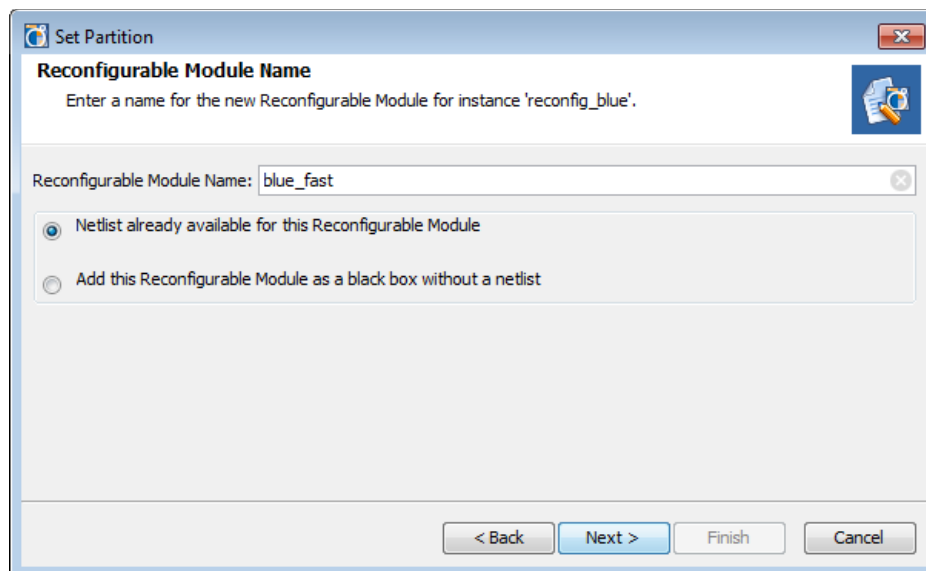 Set Partition
Reconfigurable Module Name
Enter a name for the new Reconfigurable Module for instance 'reconfig_blue'.
Reconfigurable Module Name: blue_fast
Netlist already available for this Reconfigurable Module
Add this Reconfigurable Module as a black box without a netlist
< Back Next > Finish Cancel